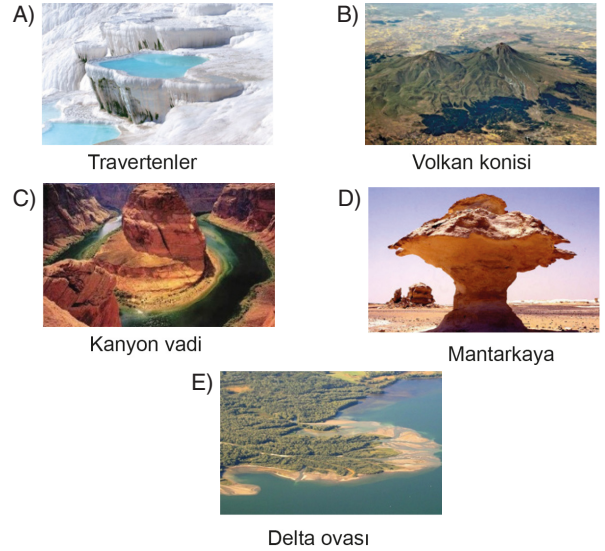 A)
Travertenler
B)
Volkan konisi
C)
Kanyon vadi
D)
Mantarkaya
E)
Delta ovası